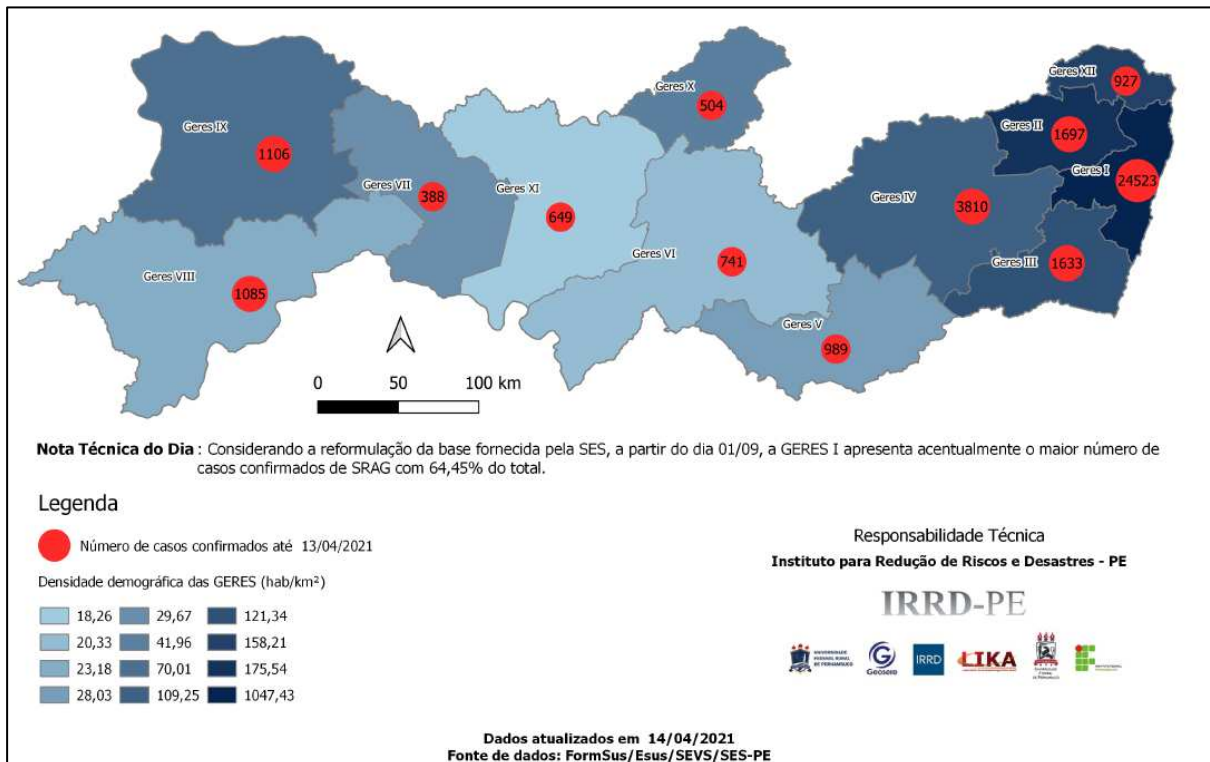 Geres XII
927
Geres X
504
Geres II
1697
Geres IX
1106
Geres I
24523
Geres VII
388
Geres XI
649
Geres IV
3810
Geres VI
741
Geres III
1633
Geres VIII
1085
Geres V
989
0 50 100 km
Nota Técnica do Dia : Considerando a reformulação da base fornecida pela SES, a partir do dia 01/09, a GERES I apresenta acentualmente o maior número de
casos confirmados de SRAG com 64,45% do total.
Legenda
Número de casos confirmados até 13/04/2021
Densidade demográfica das GERES (hab/km²)
18,26 29,67 121,34
20,33 41,96 158,21
23,18 70,01 175,54
28,03 109,25 1047,43
Responsabilidade Técnica
Instituto para Redução de Riscos e Desastres - PE
IRRD-PE
UNIVERSIDADE
FEDERAL RURAL
DE PERNAMBUCO
Geosere
IRRD
LIKA
Dados atualizados em 14/04/2021
Fonte de dados: FormSus/Esus/SEVS/SES-PE